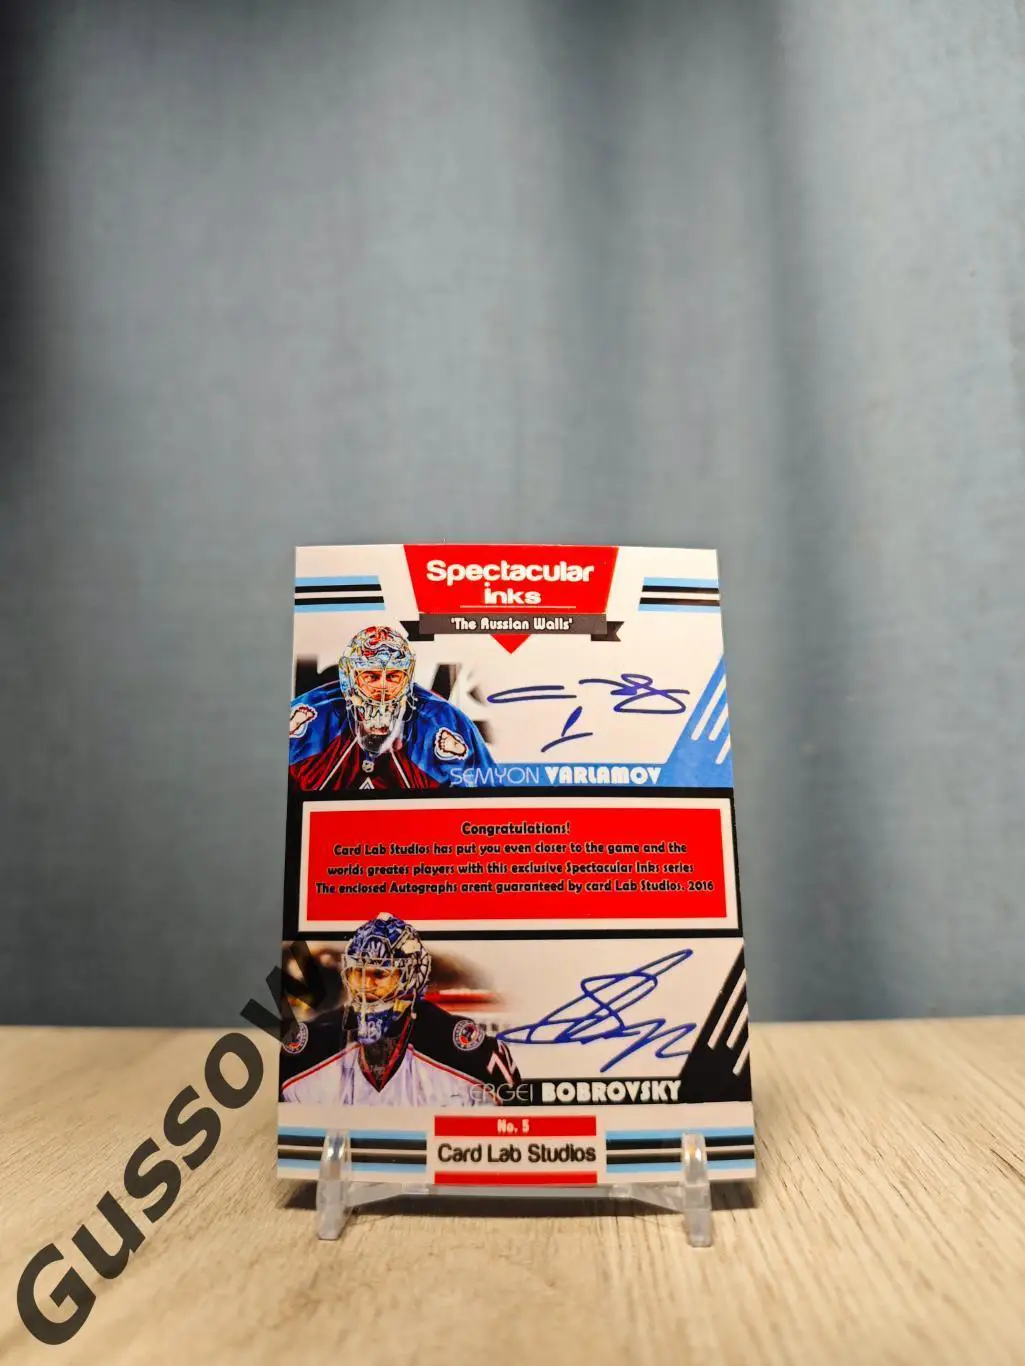 Spectacular
inks
'The Russian Walls'
SEMYON VARLAMOV
Congratulations!
Card Lab Studios has put you even closer to the game and the
worlds greates players with this exclusive Spectacular Inks series
The enclosed Autographs arent guaranteed by card Lab Studios. 2016
SERGEI BOBROVSKY
No. 5
Card Lab Studios
Gussow